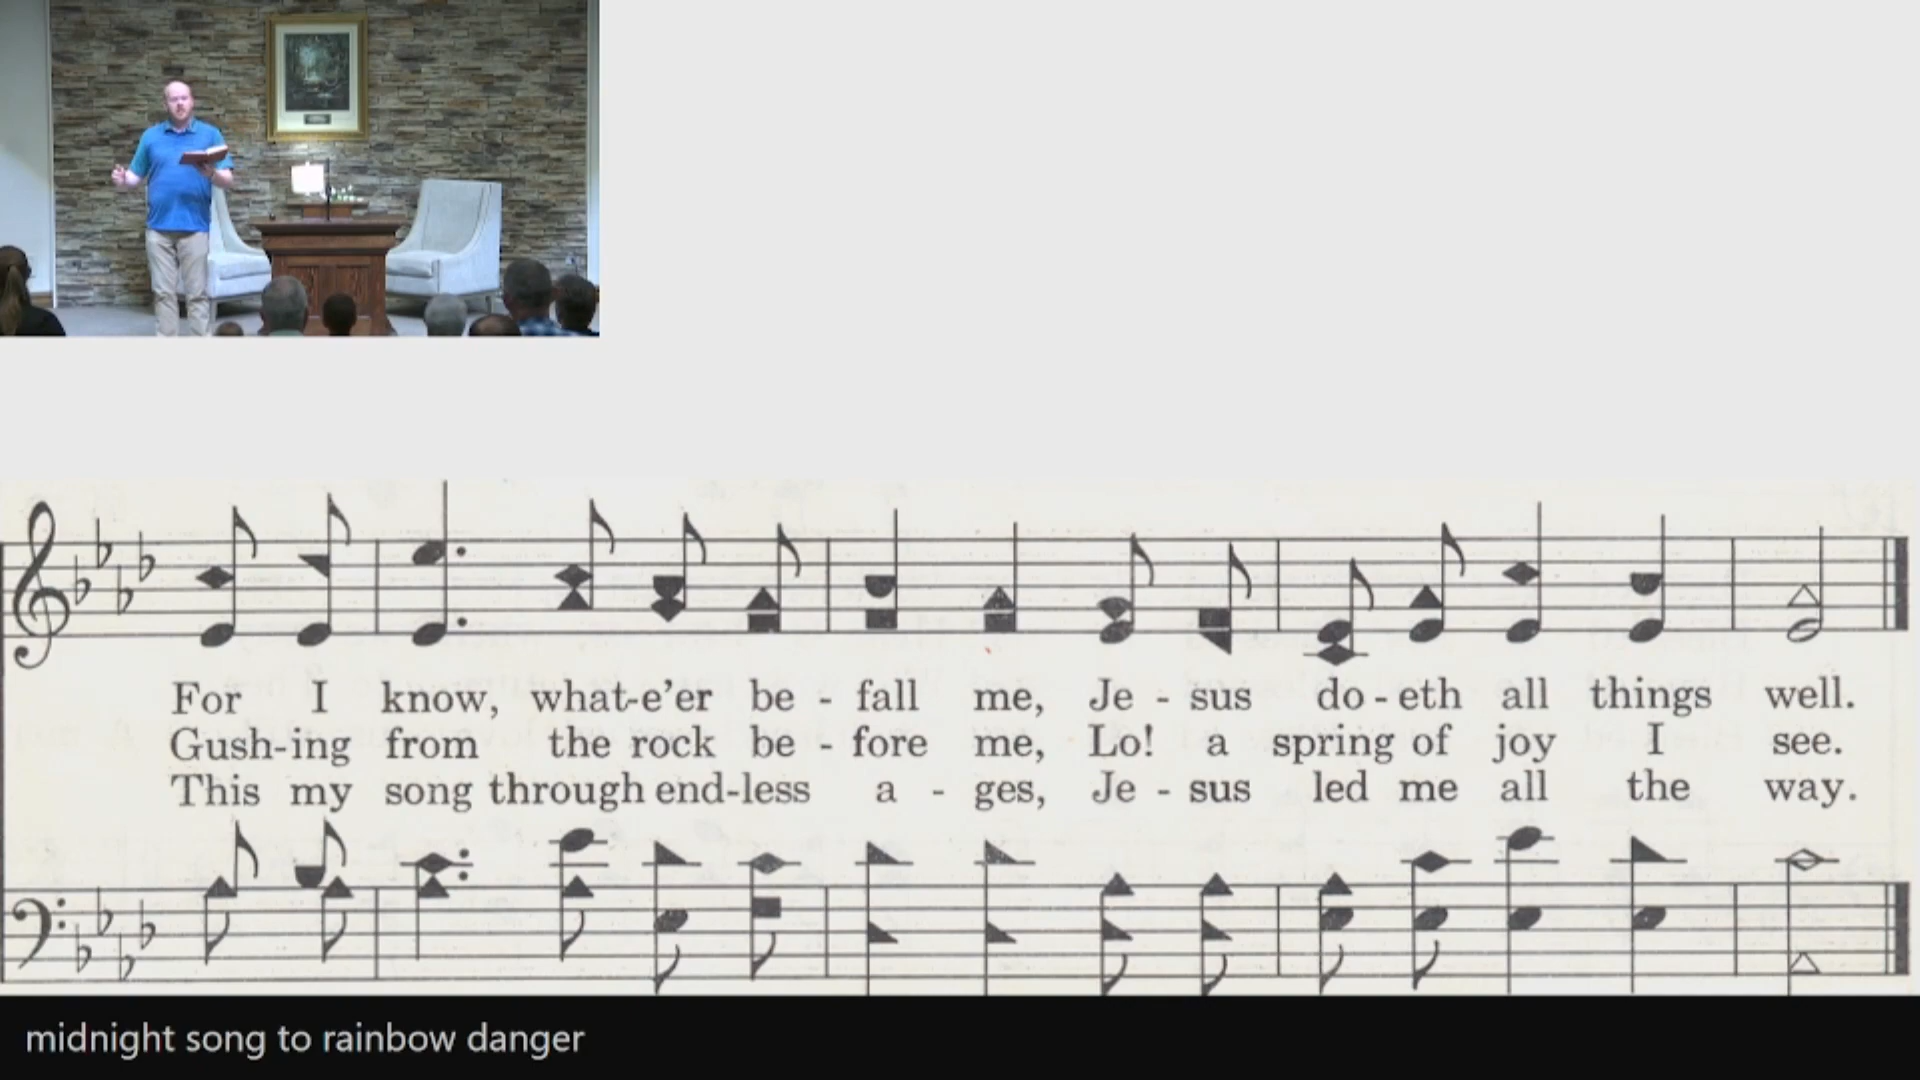 For I know, what-e'er be - fall me, Je - sus do - eth all things well.
Gush-ing from the rock be - fore me, Lo! a spring of joy I see.
This my song through end-less a - ges, Je - sus led me all the way.
midnight song to rainbow danger